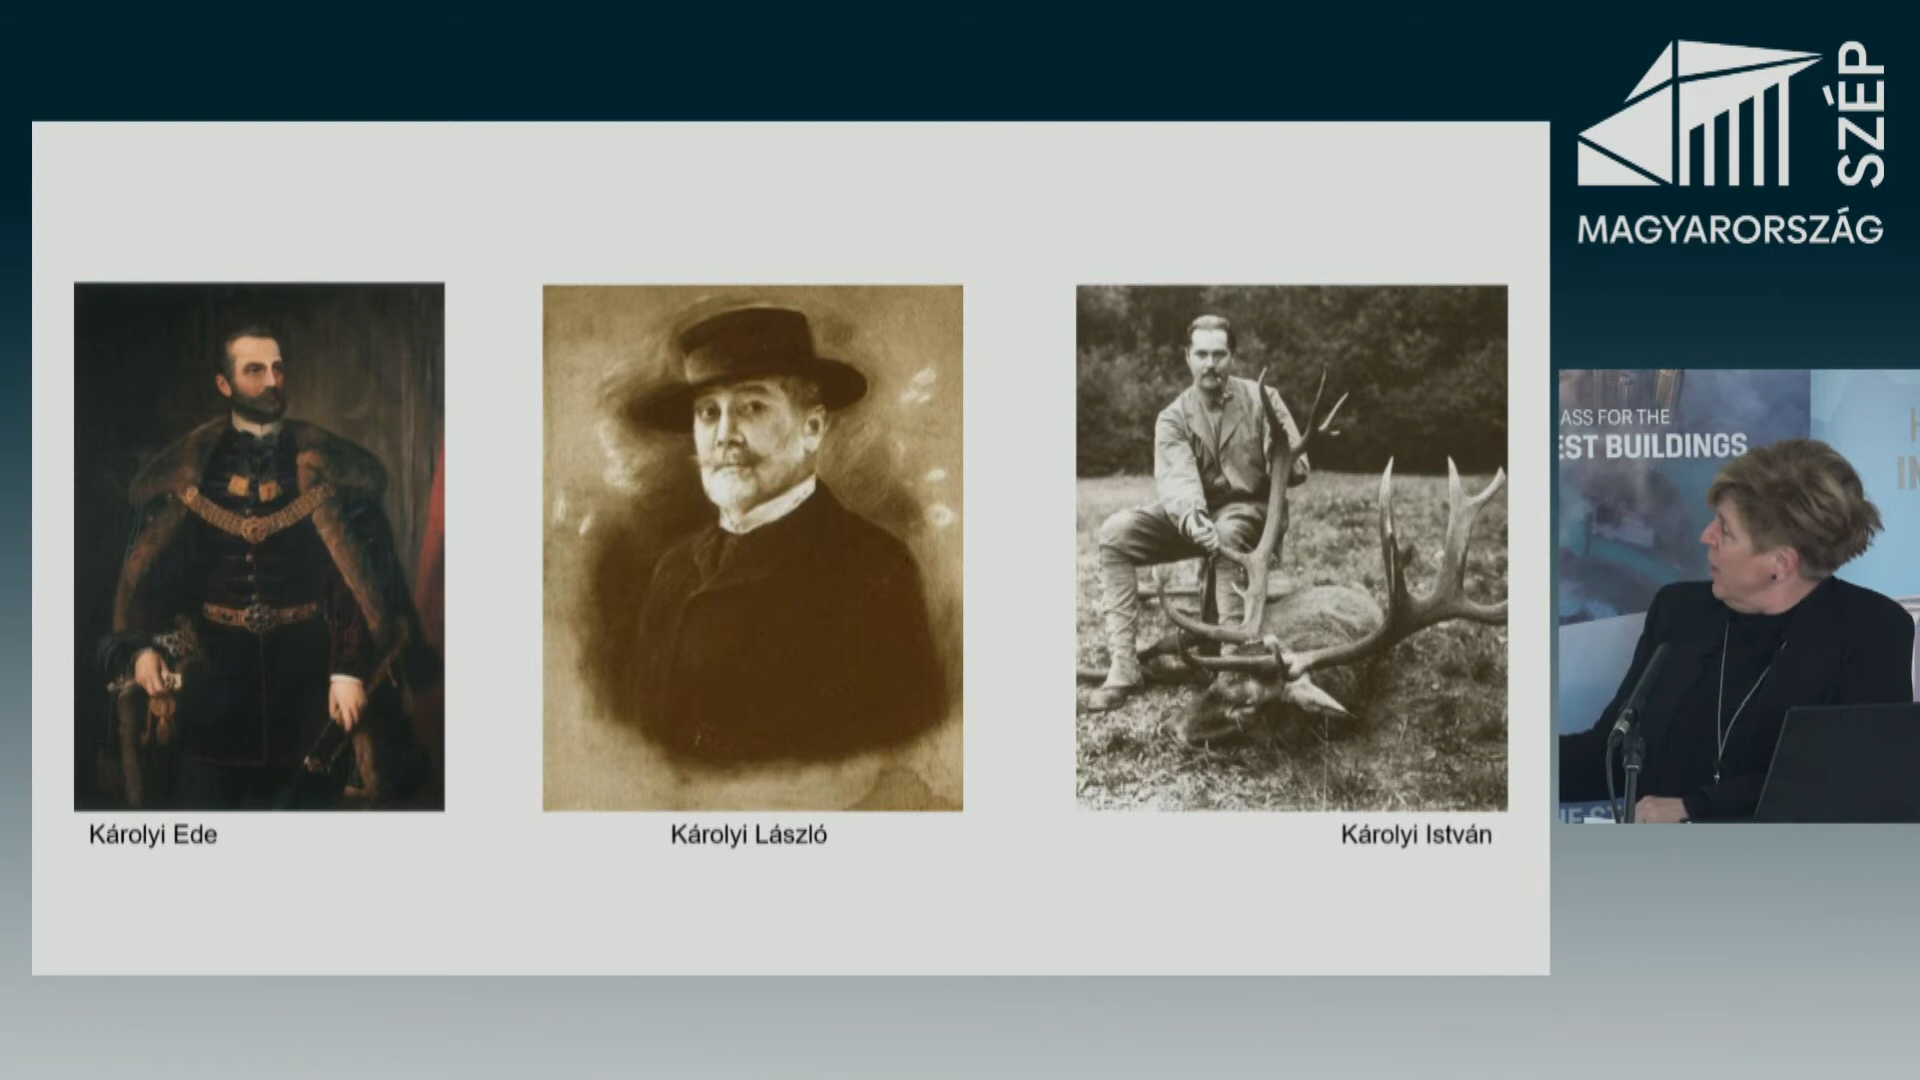 SZÉP
MAGYARORSZÁG
ASS FOR THE
EST BUILDINGS
Károlyi Ede
Károlyi László
Károlyi István